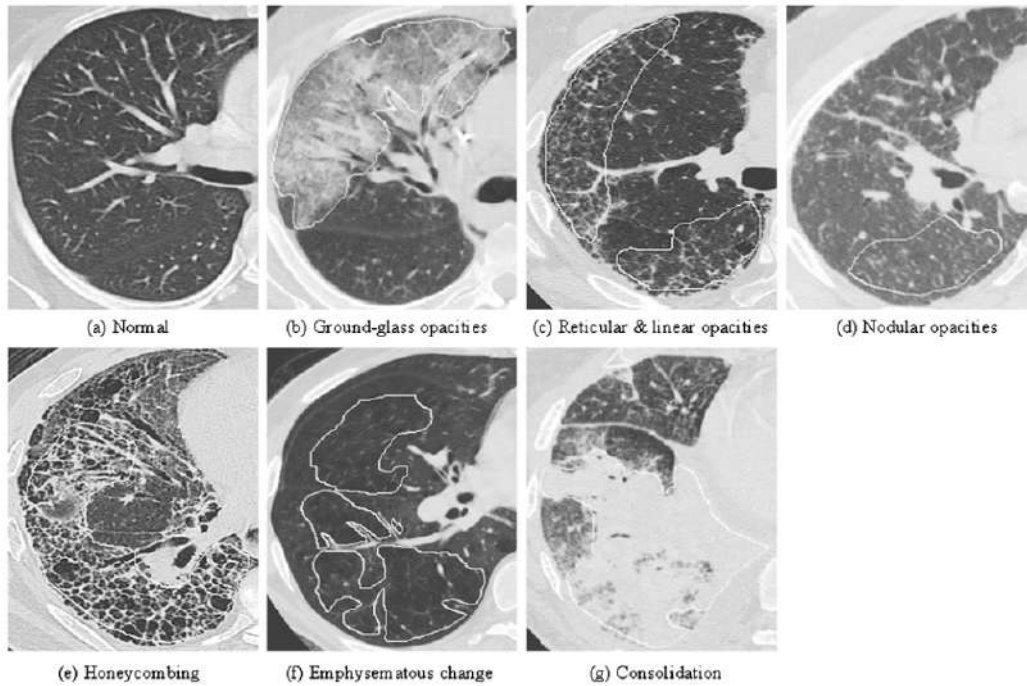 (a) Normal
(b) Ground-glass opacities
(c) Reticular & linear opacities
(d) Nodular opacities
(e) Honeycombing
(f) Emphysematous change
(g) Consolidation